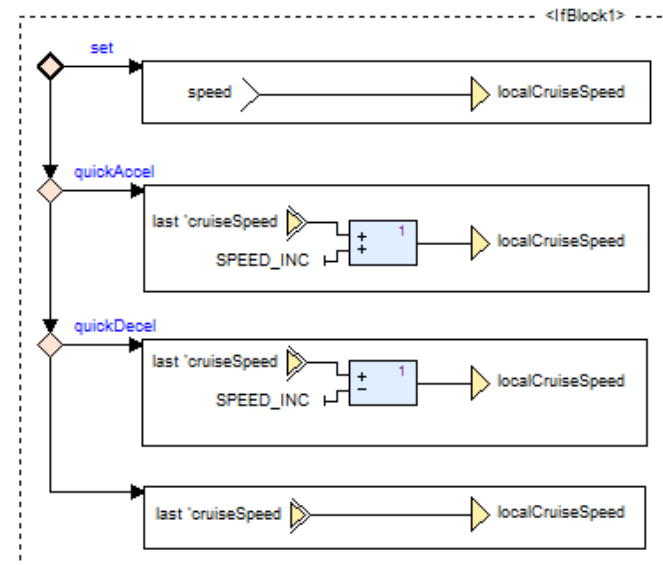 <IfBlock1>
set
speed localCruiseSpeed
quickAccel
last 'cruiseSpeed
+ 1
+
localCruiseSpeed
SPEED_INC
quickDecel
last 'cruiseSpeed
+ 1
−
localCruiseSpeed
SPEED_INC
last 'cruiseSpeed localCruiseSpeed